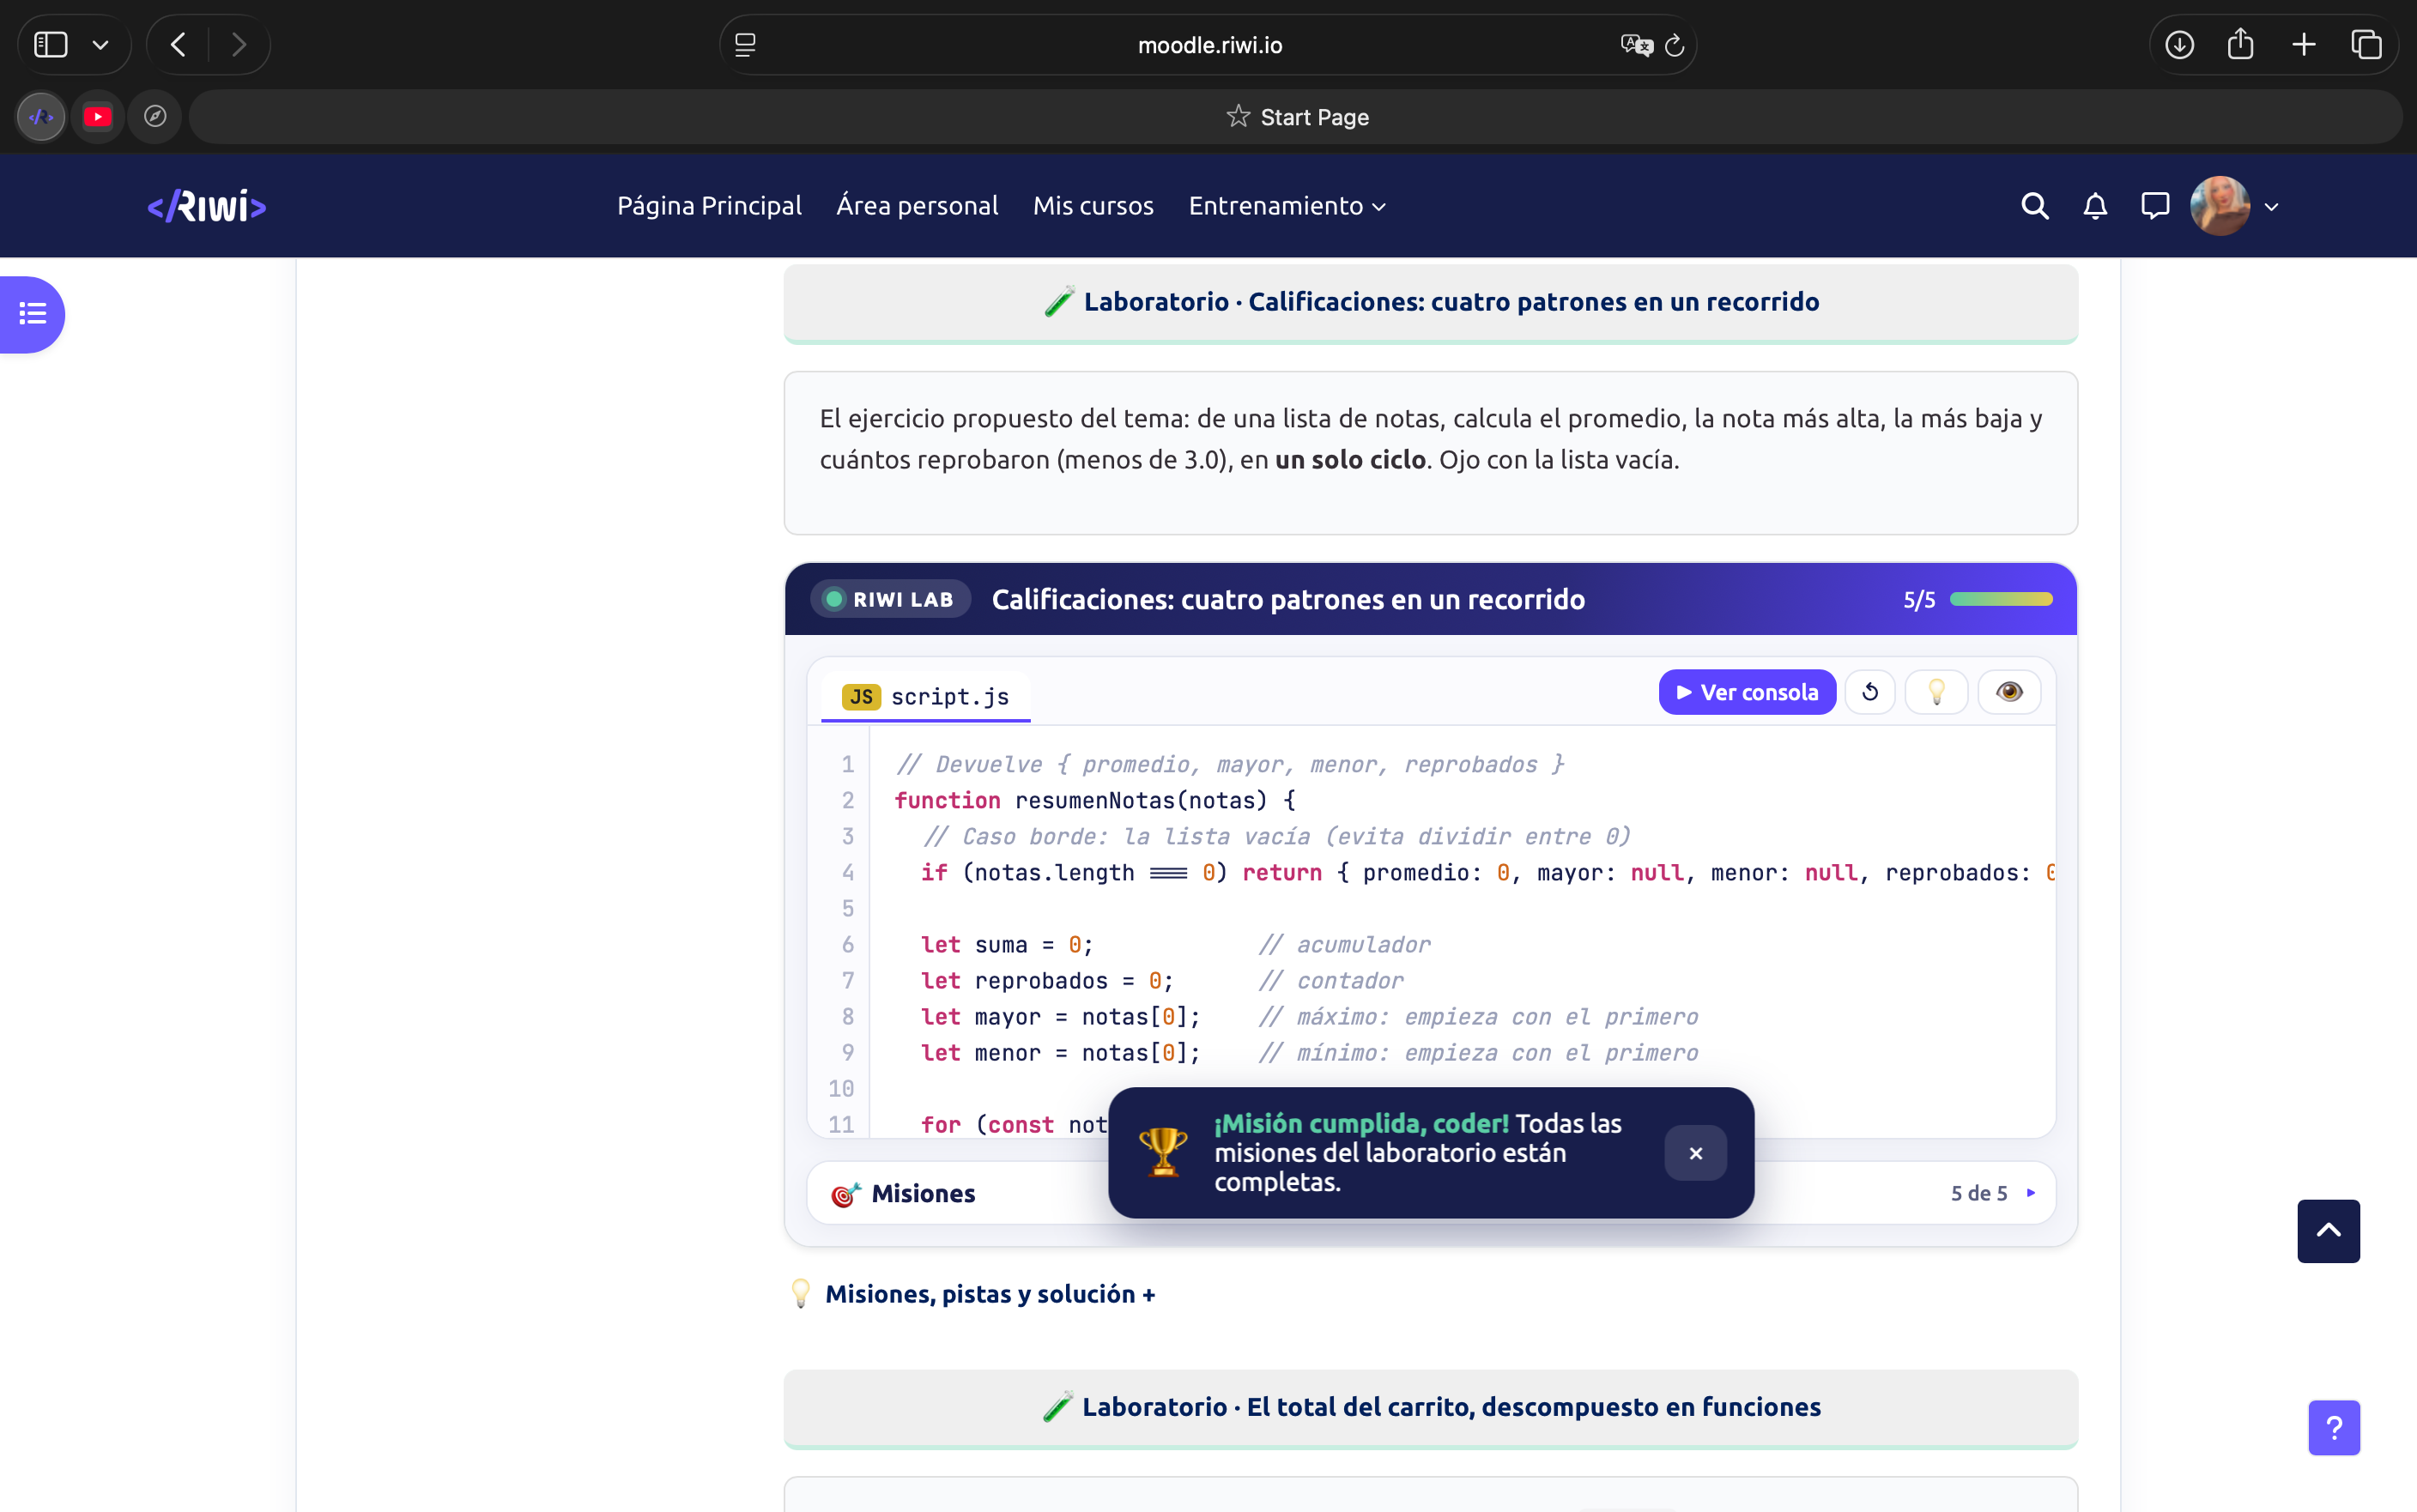 moodle.riwi.io
Start Page
</Riwi>
Página Principal
Área personal
Mis cursos
Entrenamiento
Laboratorio · Calificaciones: cuatro patrones en un recorrido
El ejercicio propuesto del tema: de una lista de notas, calcula el promedio, la nota más alta, la más baja y
cuántos reprobaron (menos de 3.0), en un solo ciclo. Ojo con la lista vacía.
RIWI LAB
Calificaciones: cuatro patrones en un recorrido
5/5
JS script.js
Ver consola
1 // Devuelve { promedio, mayor, menor, reprobados }
2 function resumenNotas(notas) {
3 // Caso borde: la lista vacía (evita dividir entre 0)
4 if (notas.length === 0) return { promedio: 0, mayor: null, menor: null, reprobados: 0
5
6 let suma = 0; // acumulador
7 let reprobados = 0; // contador
8 let mayor = notas[0]; // máximo: empieza con el primero
9 let menor = notas[0]; // mínimo: empieza con el primero
10
11 for (const not
¡Misión cumplida, coder! Todas las
misiones del laboratorio están
completas.
×
Misiones
5 de 5
Misiones, pistas y solución +
Laboratorio · El total del carrito, descompuesto en funciones
?